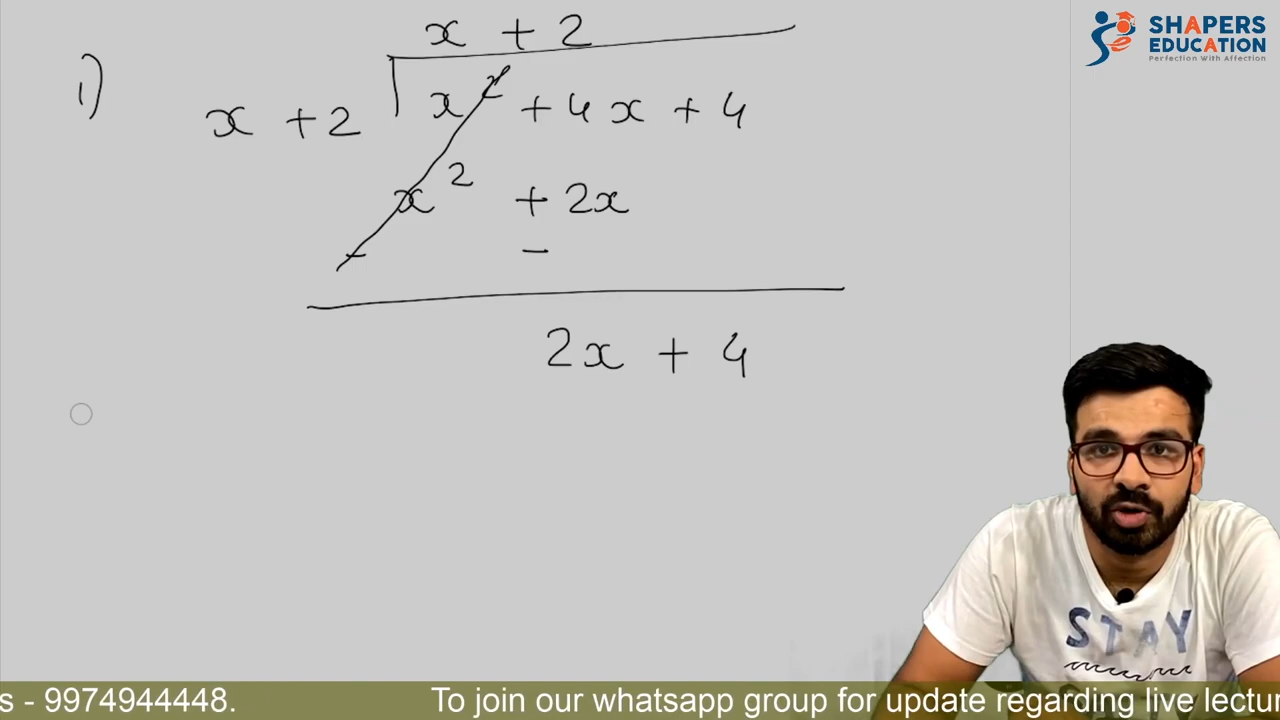 SHAPERS
EDUCATION
Perfection With Affection
i)
x + 2
x + 2 x² + 4x + 4
x² + 2x
- -
2x + 4
STAY
s - 9974944448. To join our whatsapp group for update regarding live lectur